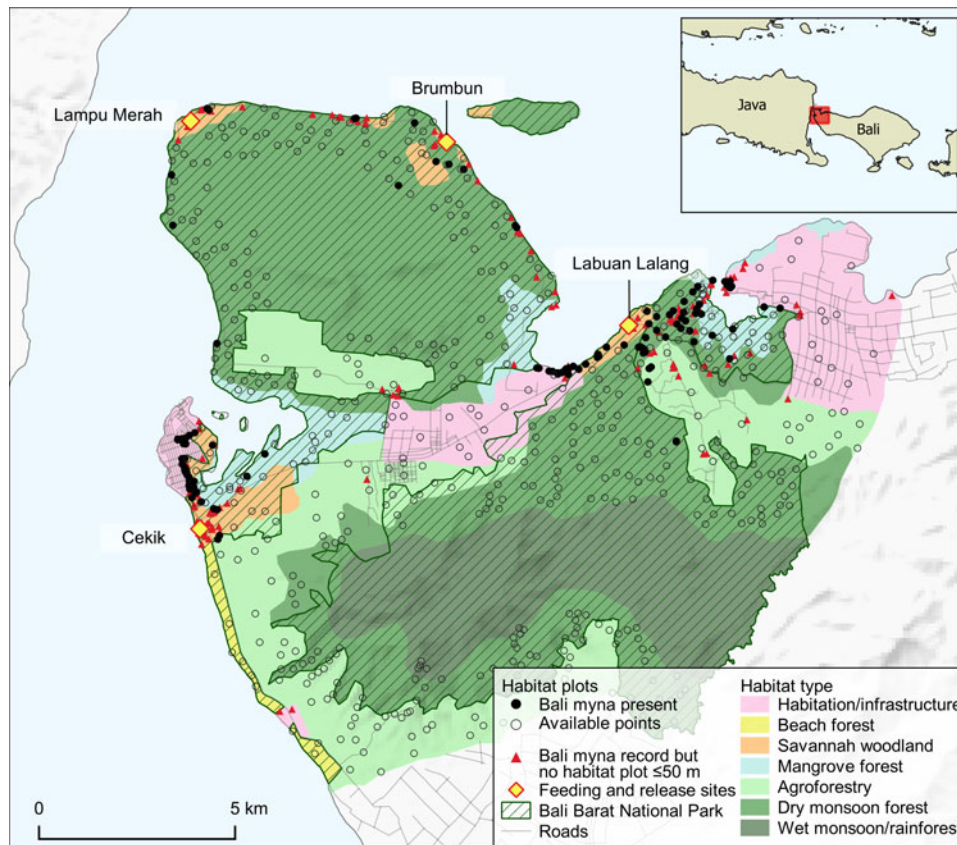 Brumbun
Lampu Merah
Java
Bali
Labuan Lalang
Cekik
Habitat plots
Bali myna present
Available points
Bali myna record but
no habitat plot ≤50 m
Feeding and release sites
Bali Barat National Park
Roads
Habitat type
Habitation/infrastructure
Beach forest
Savannah woodland
Mangrove forest
Agroforestry
Dry monsoon forest
Wet monsoon/rainfores
0 5 km